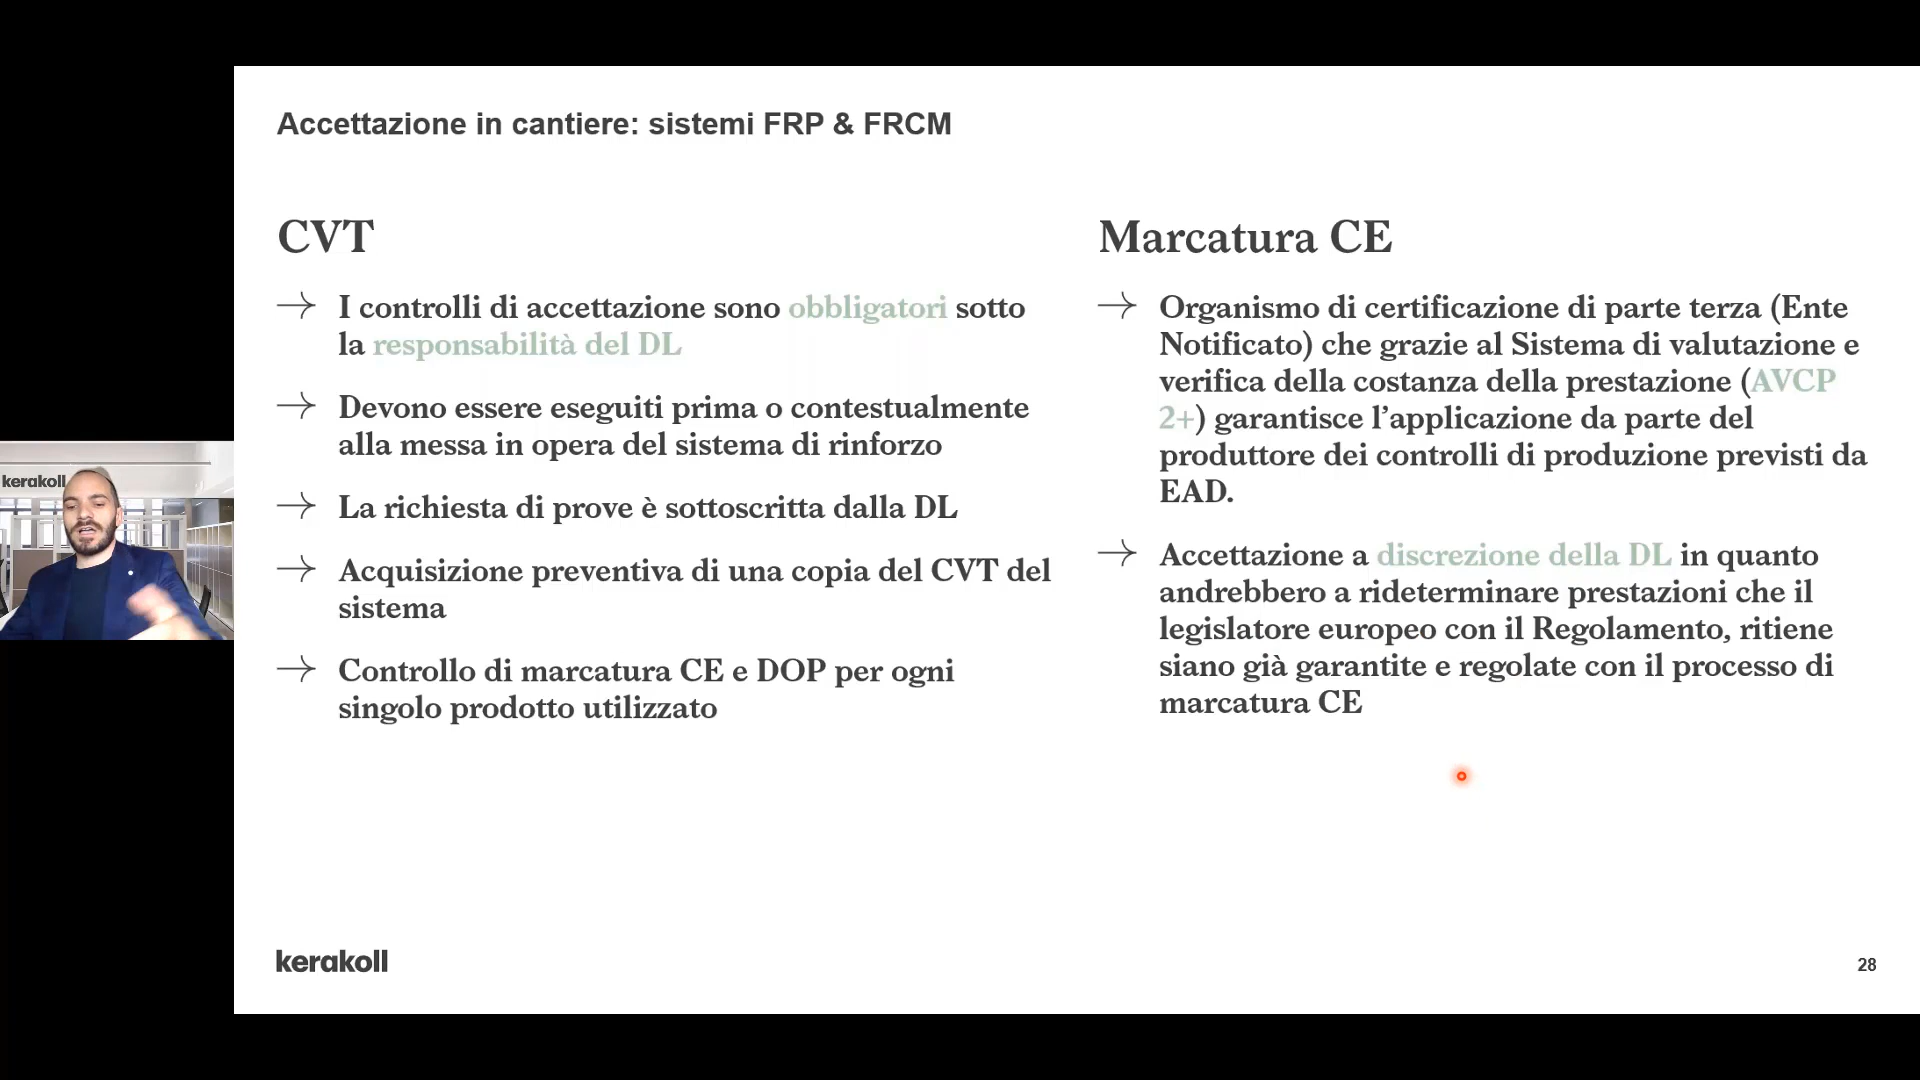 Accettazione in cantiere: sistemi FRP & FRCM
CVT
I controlli di accettazione sono obbligatori sotto
la responsabilità del DL
Devono essere eseguiti prima o contestualmente
alla messa in opera del sistema di rinforzo
La richiesta di prove è sottoscritta dalla DL
Acquisizione preventiva di una copia del CVT del
sistema
Controllo di marcatura CE e DOP per ogni
singolo prodotto utilizzato
Marcatura CE
Organismo di certificazione di parte terza (Ente
Notificato) che grazie al Sistema di valutazione e
verifica della costanza della prestazione (AVCP
2+) garantisce l’applicazione da parte del
produttore dei controlli di produzione previsti da
EAD.
Accettazione a discrezione della DL in quanto
andrebbero a rideterminare prestazioni che il
legislatore europeo con il Regolamento, ritiene
siano già garantite e regolate con il processo di
marcatura CE
kerakoll
kerakoll
28